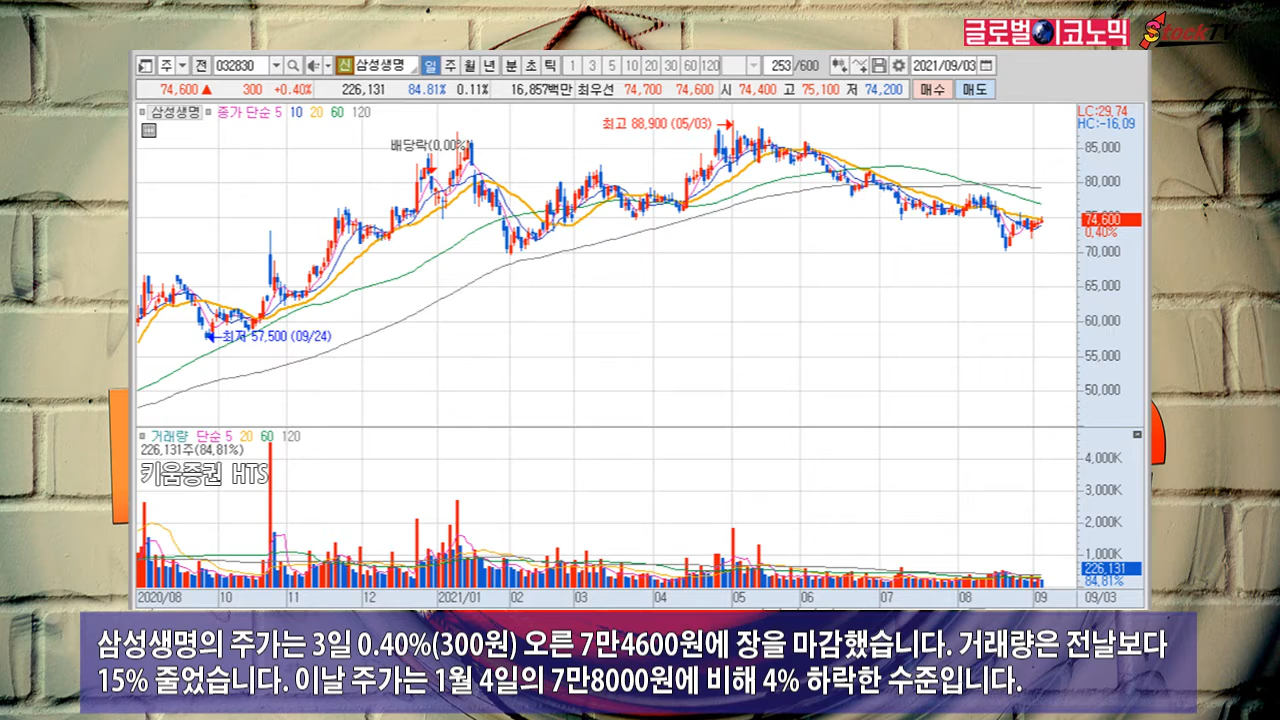 글로벌이코노믹 StockTV
주 전 032830 신 삼성생명 일 주 월 년 분 초 틱 1 3 5 10 20 30 60 120 253 /600 2021/09/03
74,600 ▲ 300 +0.40% 226,131 84.81% 0.11% 16,857백만 최우선 74,700 74,600 시 74,400 고 75,100 저 74,200 매수 매도
삼성생명 종가 단순 5 10 20 60 120
LC:29.74
HC:-16.09
최고 88,900 (05/03)
배당락(0.00%)
85,000
80,000
74,600
0.40%
70,000
65,000
60,000
최저 57,500 (09/24)
55,000
50,000
거래량 단순 5 20 60 120
226,131주(84.81%)
키움증권 HTS
4,000K
3,000K
2,000K
1,000K
226,131
84.81%
2020/08 10 11 12 2021/01 02 03 04 05 06 07 08 09 09/03
삼성생명의 주가는 3일 0.40%(300원) 오른 7만4600원에 장을 마감했습니다. 거래량은 전날보다
15% 줄었습니다. 이날 주가는 1월 4일의 7만8000원에 비해 4% 하락한 수준입니다.